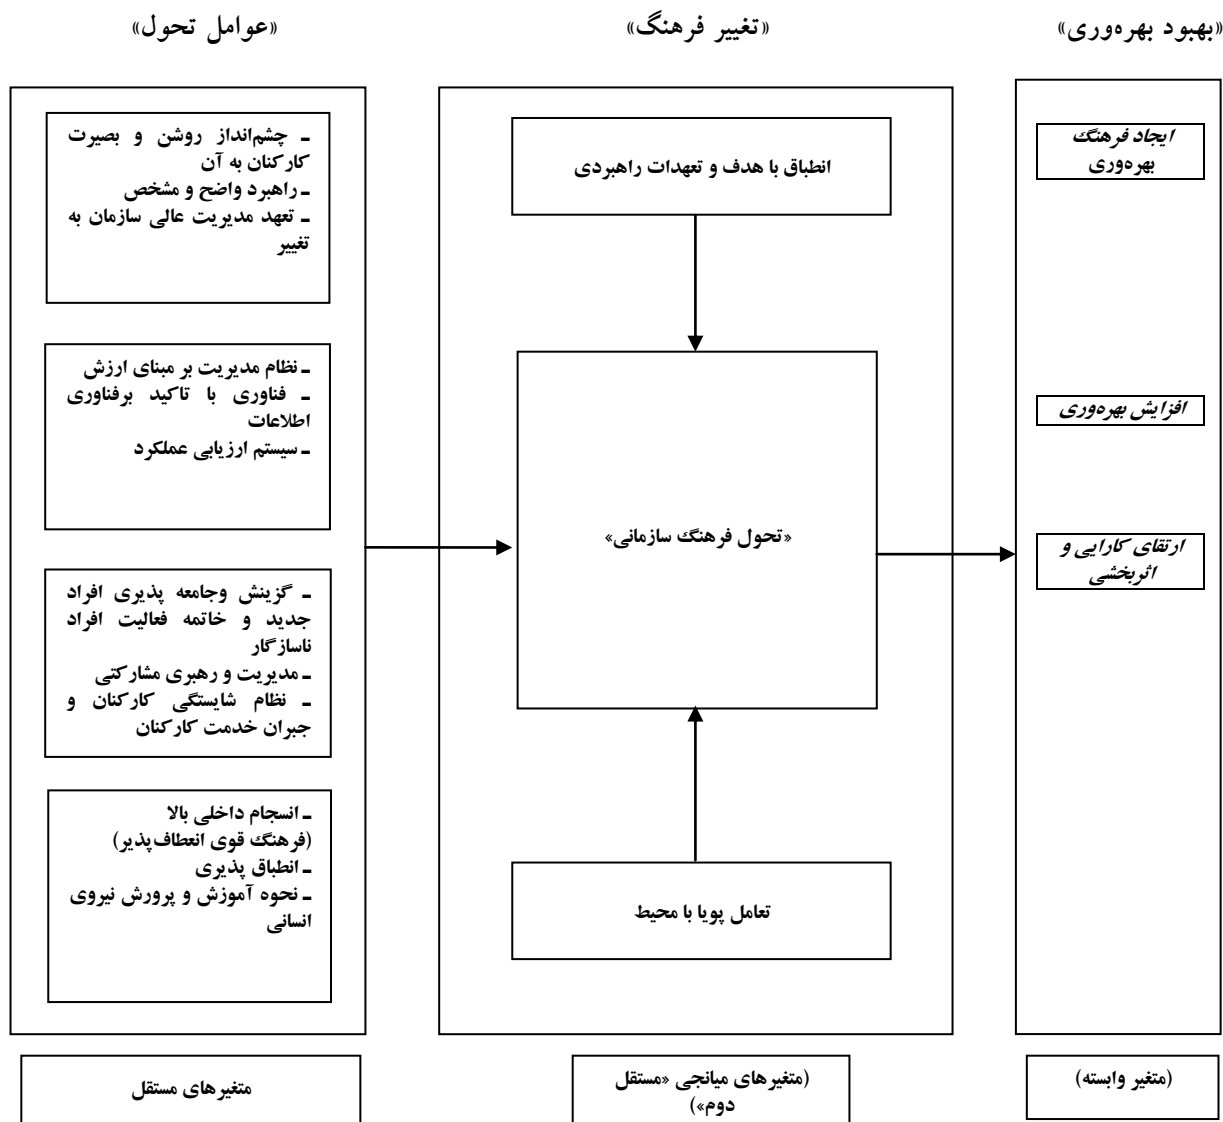 «عوامل تحول»
«تغییر فرهنگ»
«بهبود بهره‌وری»
ـ چشم‌انداز روشن و بصیرت
کارکنان به آن
ـ راهبرد واضح و مشخص
ـ تعهد مدیریت عالی سازمان به
تغییر
ـ نظام مدیریت بر مبنای ارزش
ـ فناوری با تاکید برفناوری
اطلاعات
ـ سیستم ارزیابی عملکرد
ـ گزینش وجامعه پذیری افراد
جدید و خاتمه فعالیت افراد
ناسازگار
ـ مدیریت و رهبری مشارکتی
ـ نظام شایستگی کارکنان و
جبران خدمت کارکنان
ـ انسجام داخلی بالا
(فرهنگ قوی انعطاف‌پذیر)
ـ انطباق پذیری
ـ نحوه آموزش و پرورش نیروی
انسانی
انطباق با هدف و تعهدات راهبردی
«تحول فرهنگ سازمانی»
تعامل پویا با محیط
ایجاد فرهنگ
بهره‌وری
افزایش بهره‌وری
ارتقای کارایی و
اثربخشی
متغیرهای مستقل
(متغیرهای میانجی «مستقل
دوم»)
(متغیر وابسته)